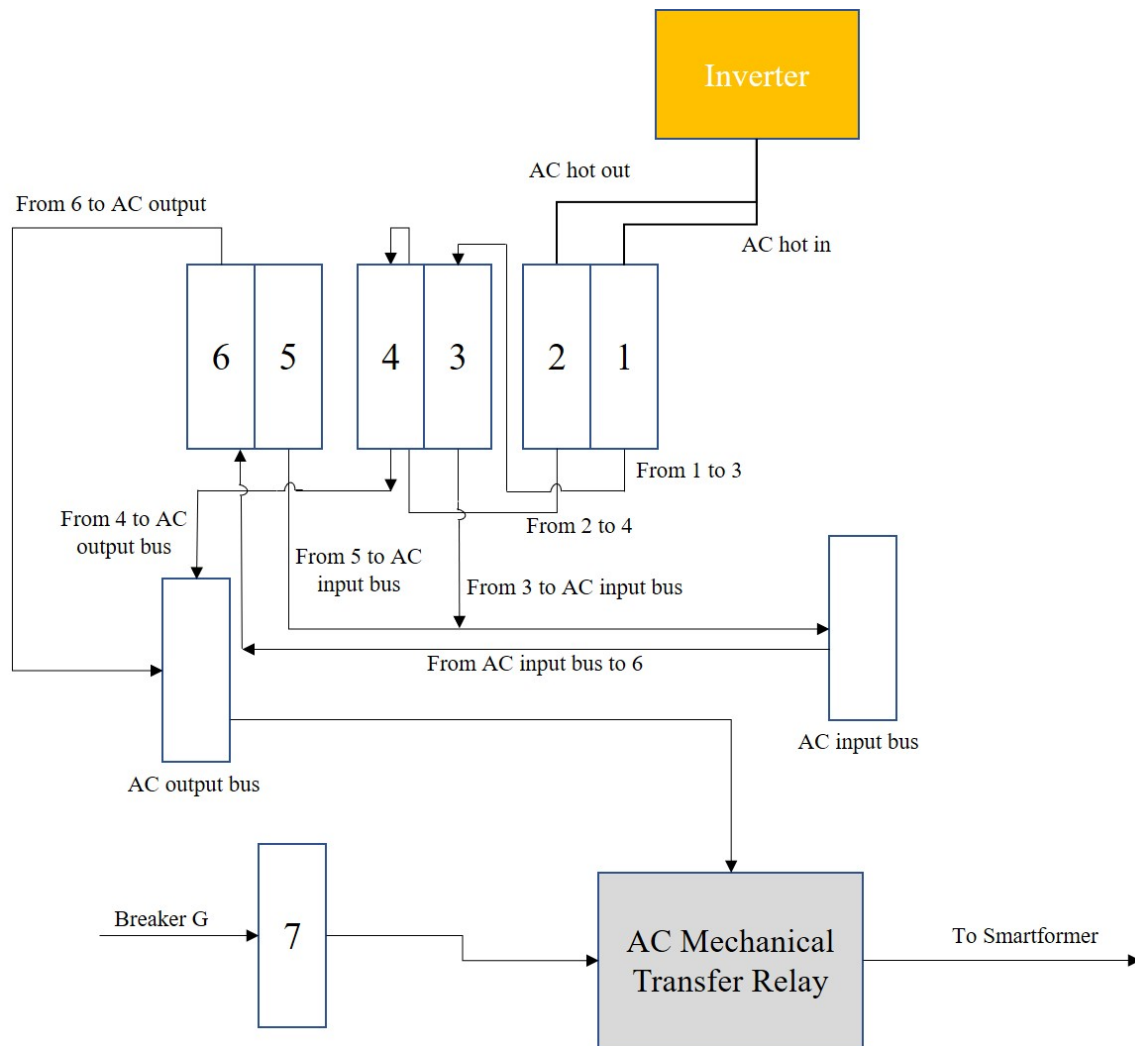 Inverter
AC hot out
From 6 to AC output
AC hot in
6
5
4
3
2
1
From 1 to 3
From 4 to AC
output bus
From 2 to 4
From 5 to AC
input bus
From 3 to AC input bus
From AC input bus to 6
AC input bus
AC output bus
Breaker G
7
AC Mechanical
Transfer Relay
To Smartformer